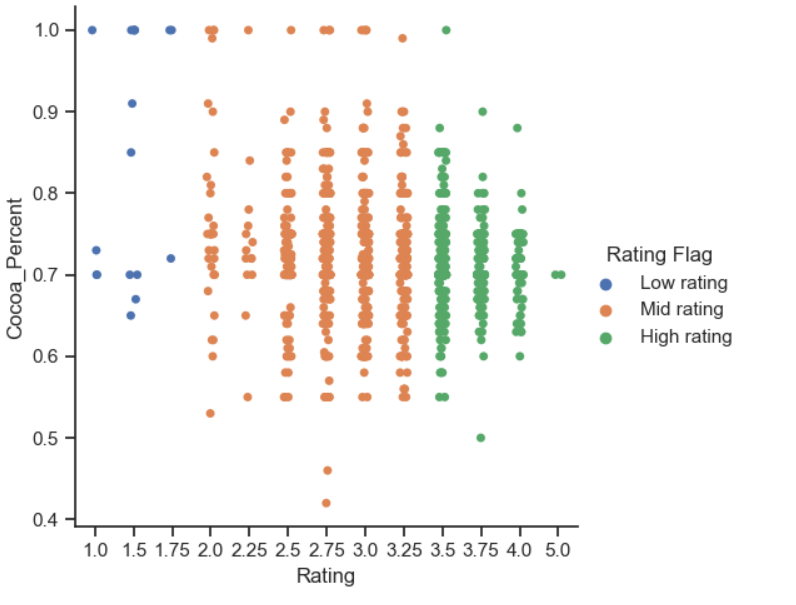 1.0
0.9
0.8
0.7
0.6
0.5
0.4
Cocoa_Percent
1.0 1.5 1.75 2.0 2.25 2.5 2.75 3.0 3.25 3.5 3.75 4.0 5.0
Rating
Rating Flag
Low rating
Mid rating
High rating